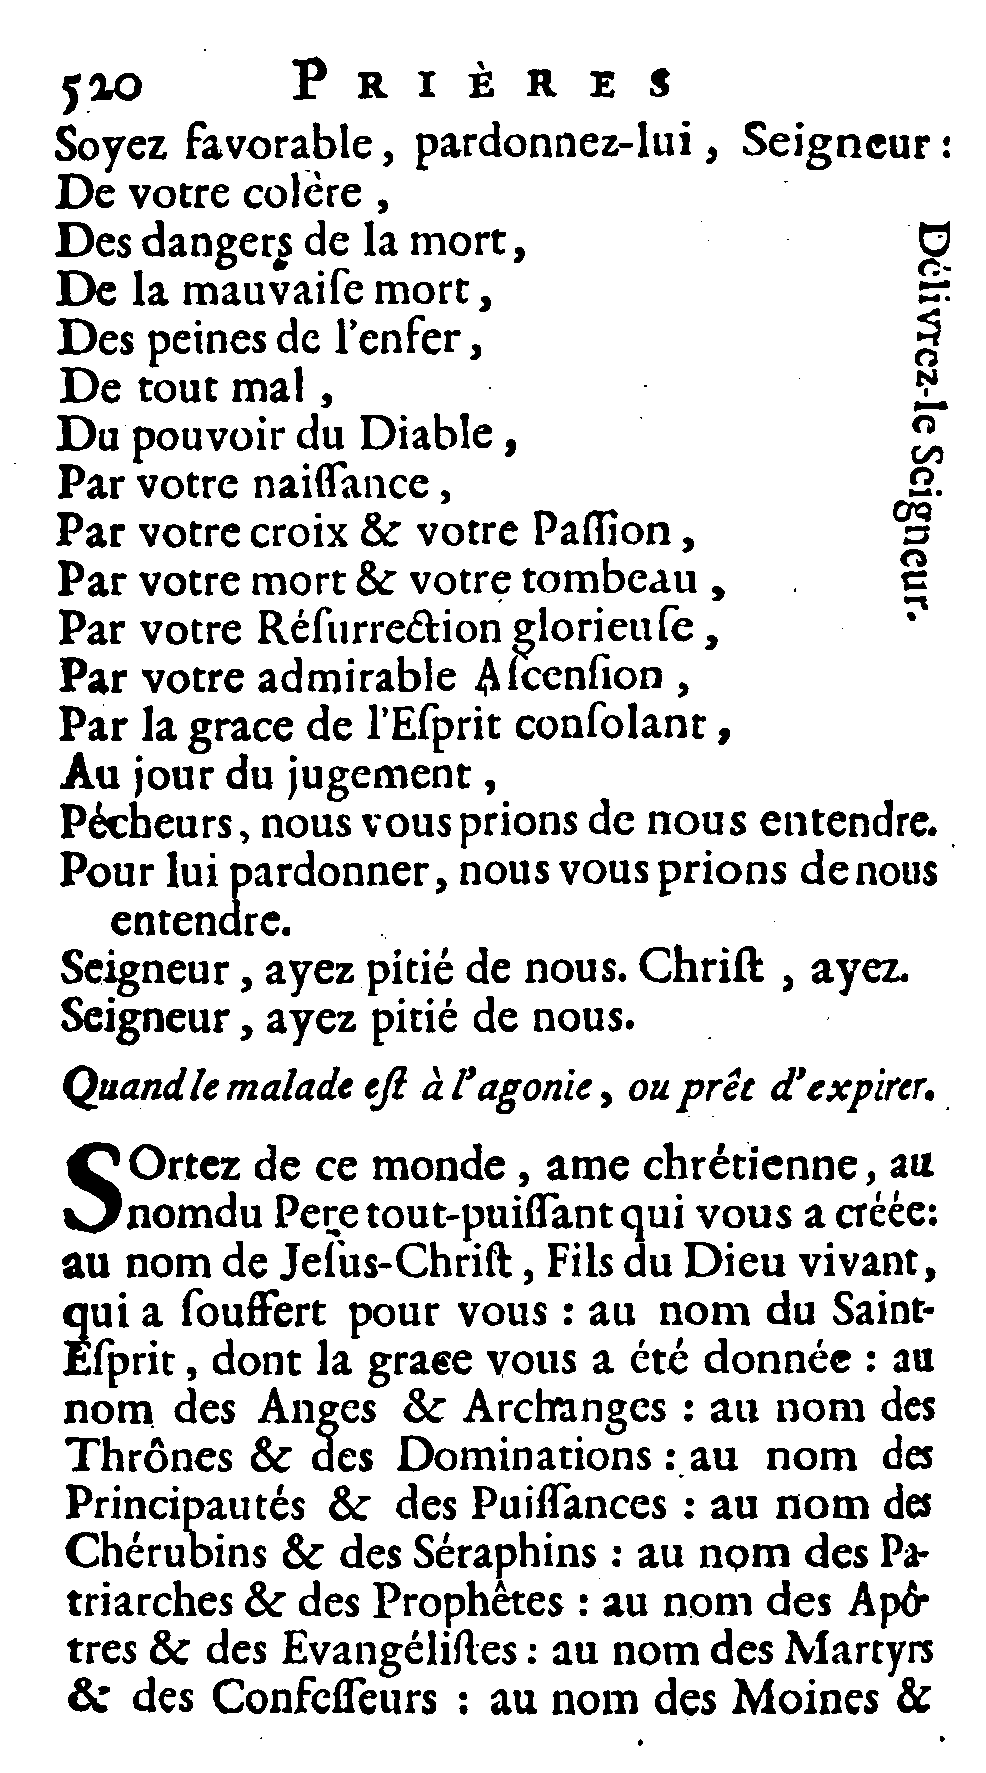 520 PRIÈRES
Soyez favorable, pardonnez-lui, Seigneur:
De votre colère,
Des dangers de la mort,
De la mauvaiſe mort,
Des peines de l'enfer,
De tout mal,
Du pouvoir du Diable,
Par votre naiſſance,
Par votre croix & votre Paſſion,
Par votre mort & votre tombeau,
Par votre Réſurrection glorieuſe,
Par votre admirable Aſcenſion,
Par la grace de l'Eſprit conſolant,
Au jour du jugement,
Délivrez-le Seigneur.
Pécheurs, nous vous prions de nous entendre.
Pour lui pardonner, nous vous prions de nous
entendre.
Seigneur, ayez pitié de nous. Chriſt, ayez.
Seigneur, ayez pitié de nous.
Quand le malade eſt à l'agonie, ou prêt d'expirer.
SOrtez de ce monde, ame chrétienne, au
nom du Pere tout-puiſſant qui vous a créée:
au nom de Jeſus-Chriſt, Fils du Dieu vivant,
qui a ſouffert pour vous : au nom du Saint-
Eſprit, dont la grace vous a été donnée : au
nom des Anges & Archanges : au nom des
Thrônes & des Dominations : au nom des
Principautés & des Puiſſances : au nom des
Chérubins & des Séraphins : au nom des Pa-
triarches & des Prophêtes : au nom des Apô-
tres & des Evangéliſtes : au nom des Martyrs
& des Confeſſeurs : au nom des Moines &